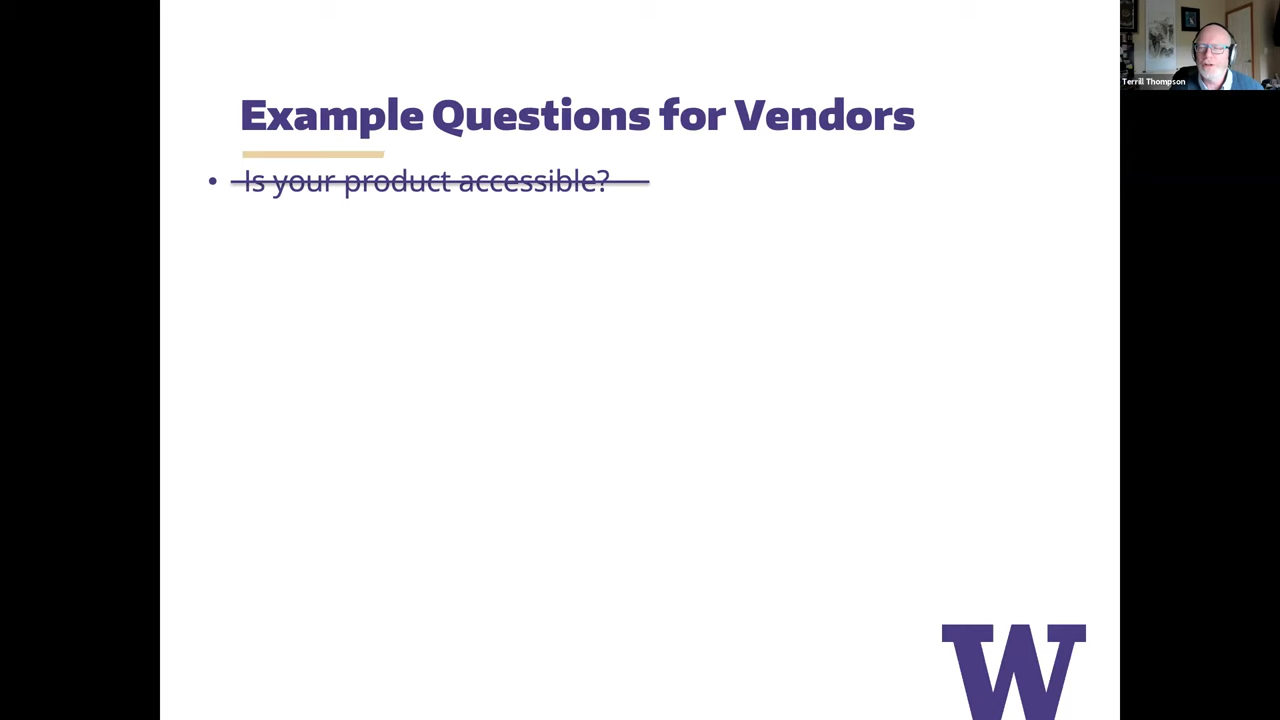 Terrill Thompson
Example Questions for Vendors
• Is your product accessible?
W